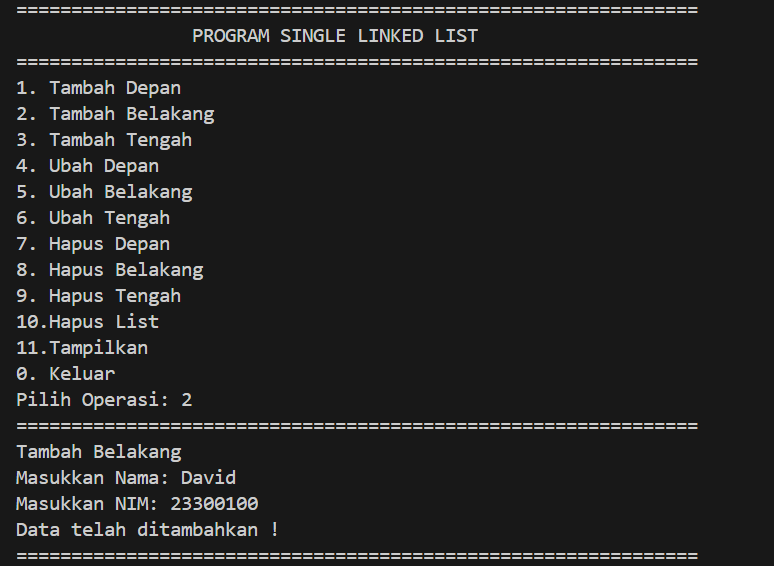 ==============================================================
PROGRAM SINGLE LINKED LIST
==============================================================
1. Tambah Depan
2. Tambah Belakang
3. Tambah Tengah
4. Ubah Depan
5. Ubah Belakang
6. Ubah Tengah
7. Hapus Depan
8. Hapus Belakang
9. Hapus Tengah
10.Hapus List
11.Tampilkan
0. Keluar
Pilih Operasi: 2
==============================================================
Tambah Belakang
Masukkan Nama: David
Masukkan NIM: 23300100
Data telah ditambahkan !
==============================================================